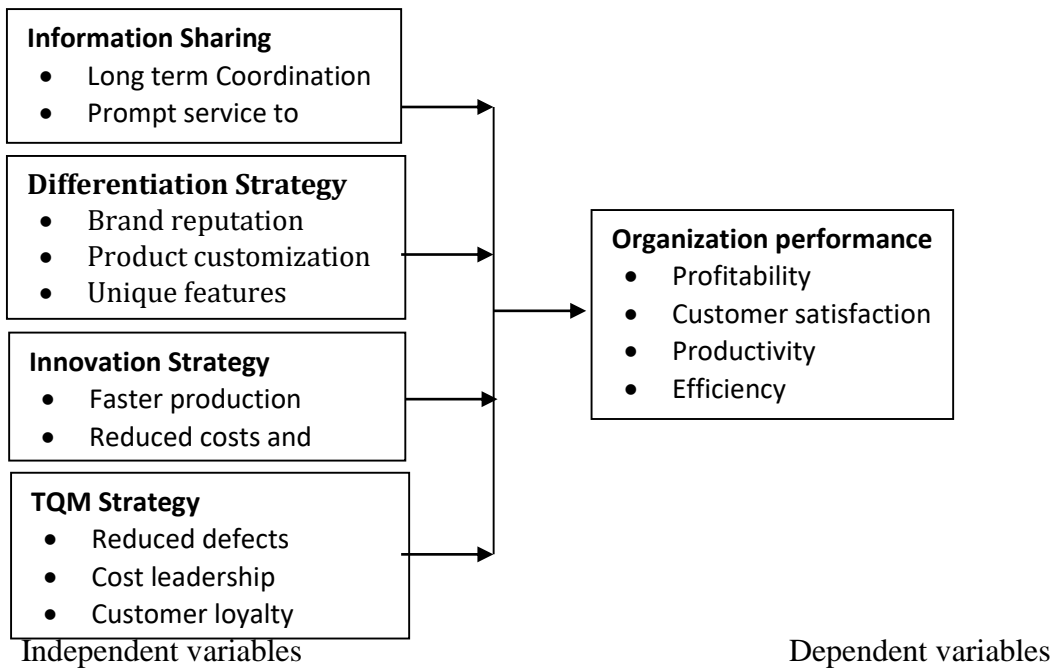 Information Sharing
• Long term Coordination
• Prompt service to
Differentiation Strategy
• Brand reputation
• Product customization
• Unique features
Innovation Strategy
• Faster production
• Reduced costs and
TQM Strategy
• Reduced defects
• Cost leadership
• Customer loyalty
Independent variables
Organization performance
• Profitability
• Customer satisfaction
• Productivity
• Efficiency
Dependent variables